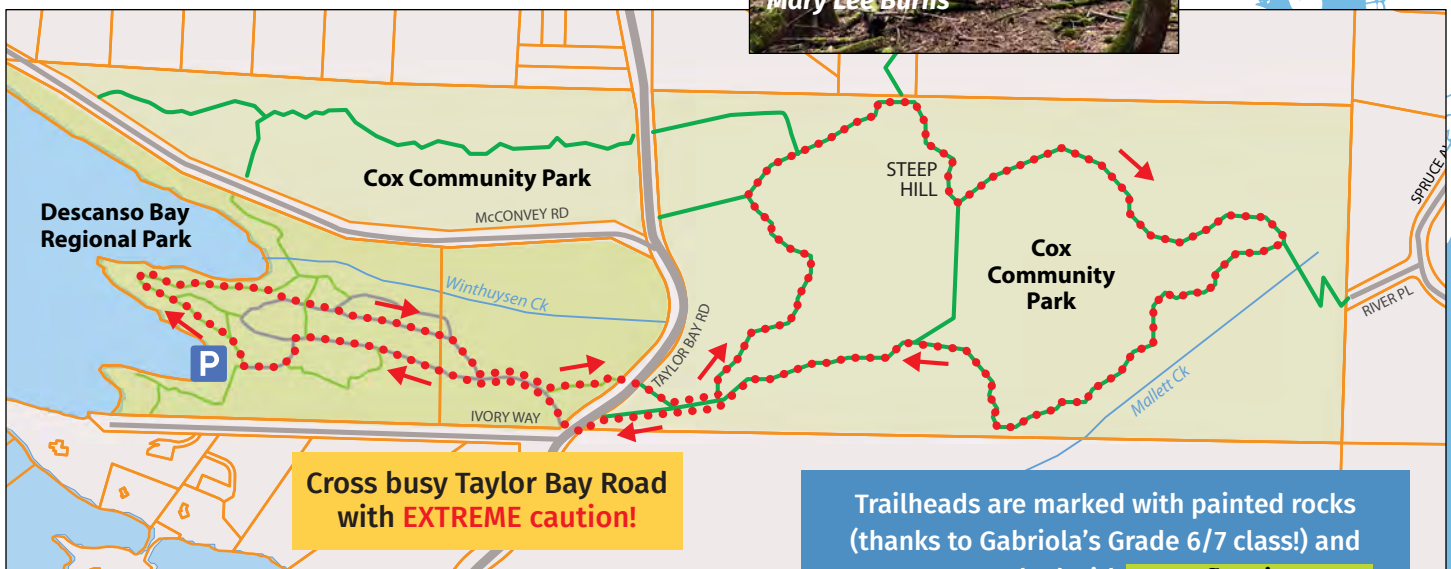 Mary Lee Burns
Cox Community Park
McCONVEY RD
Descanso Bay
Regional Park
Winthuysen Ck
STEEP
HILL
Cox
Community
Park
SPRUCE
RIVER PL
TAYLOR BAY RD
P
Mallett Ck
IVORY WAY
Cross busy Taylor Bay Road
with EXTREME caution!
Trailheads are marked with painted rocks
(thanks to Gabriola's Grade 6/7 class!) and